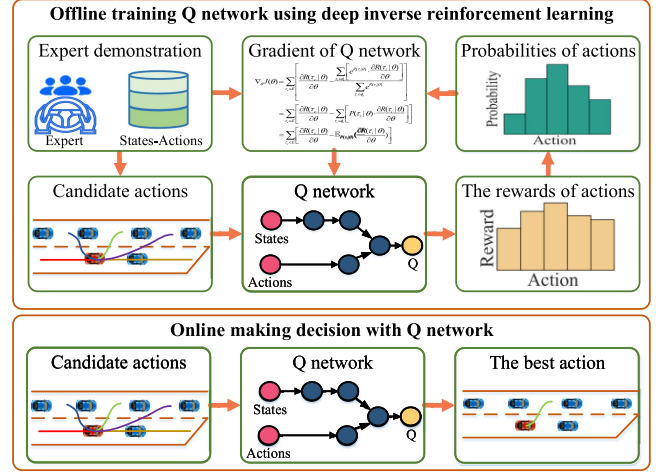 Offline training Q network using deep inverse reinforcement learning
Expert demonstration
Expert
States-Actions
Gradient of Q network
Probabilities of actions
Probability
Action
Candidate actions
Q network
States
Actions
Q
The rewards of actions
Reward
Action
Online making decision with Q network
Candidate actions
Q network
States
Actions
Q
The best action